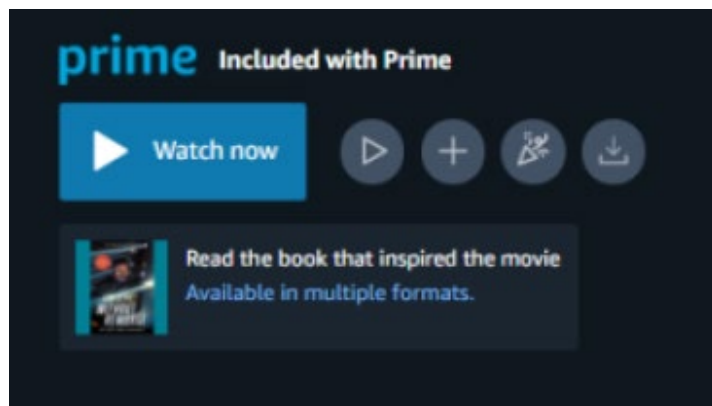 prime Included with Prime
Watch now
Read the book that inspired the movie
Available in multiple formats.